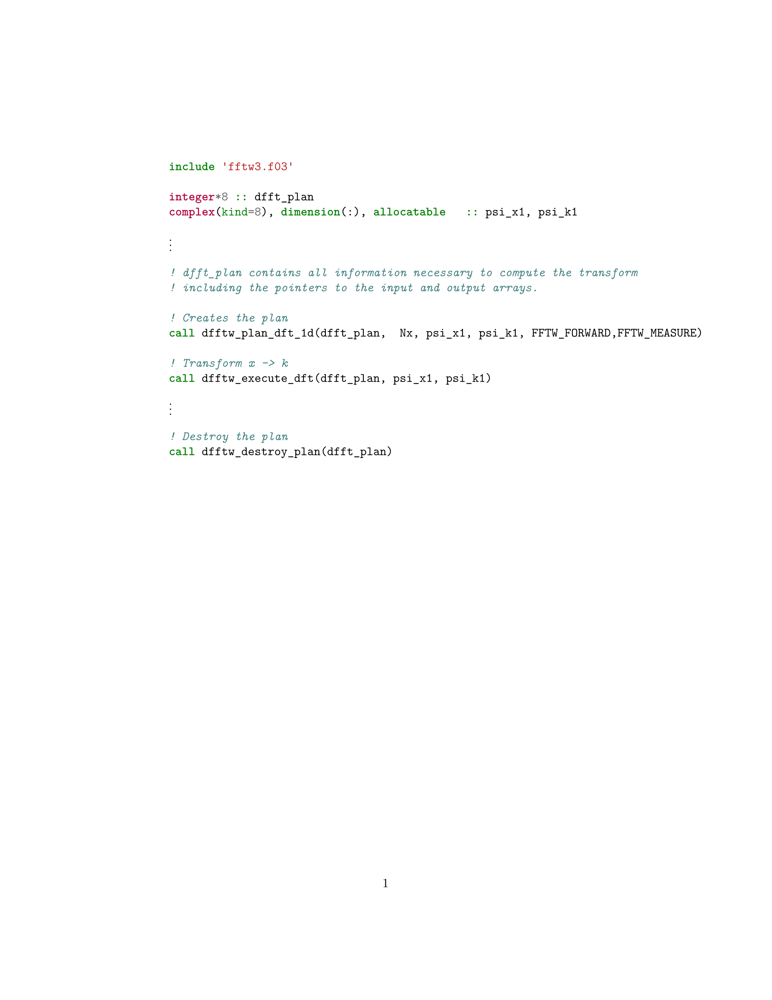 include 'fftw3.f03'
integer*8 :: dfft_plan
complex(kind=8), dimension(:), allocatable   :: psi_x1, psi_k1
⋮
! dfft_plan contains all information necessary to compute the transform
! including the pointers to the input and output arrays.
! Creates the plan
call dfftw_plan_dft_1d(dfft_plan,  Nx, psi_x1, psi_k1, FFTW_FORWARD,FFTW_MEASURE)
! Transform x -> k
call dfftw_execute_dft(dfft_plan, psi_x1, psi_k1)
⋮
! Destroy the plan
call dfftw_destroy_plan(dfft_plan)
1